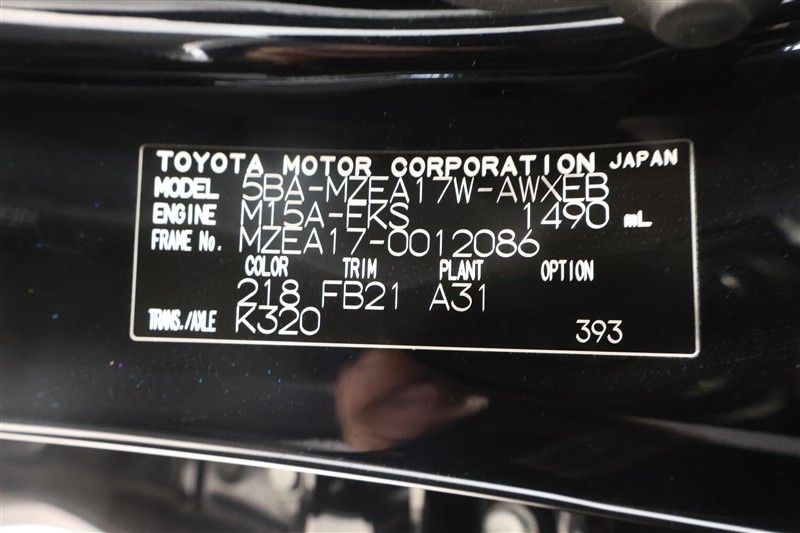 TOYOTA MOTOR CORPORATION JAPAN
MODEL 5BA-MZEA17W-AWXEB
ENGINE M15A-EKS 1490 mL
FRAME No. MZEA17-0012086
COLOR TRIM PLANT OPTION
218 FB21 A31
TRANS./AXLE K320 393